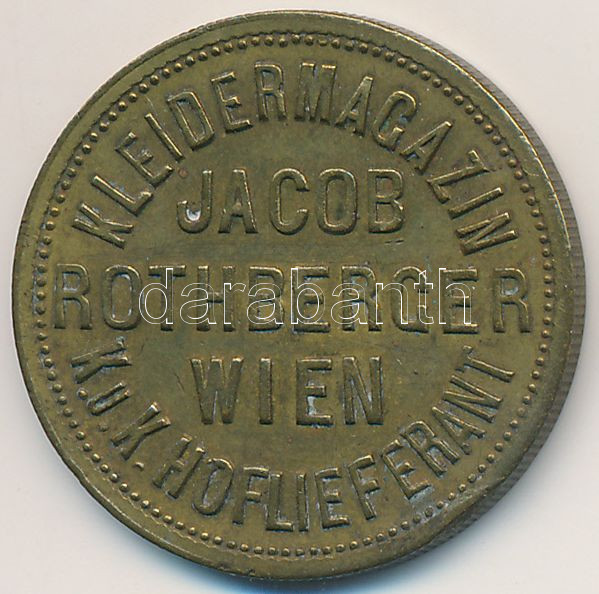 KLEIDERMAGAZIN
JACOB
ROTHBERGER
WIEN
K.u.K. HOFLIEFERANT
darabanth